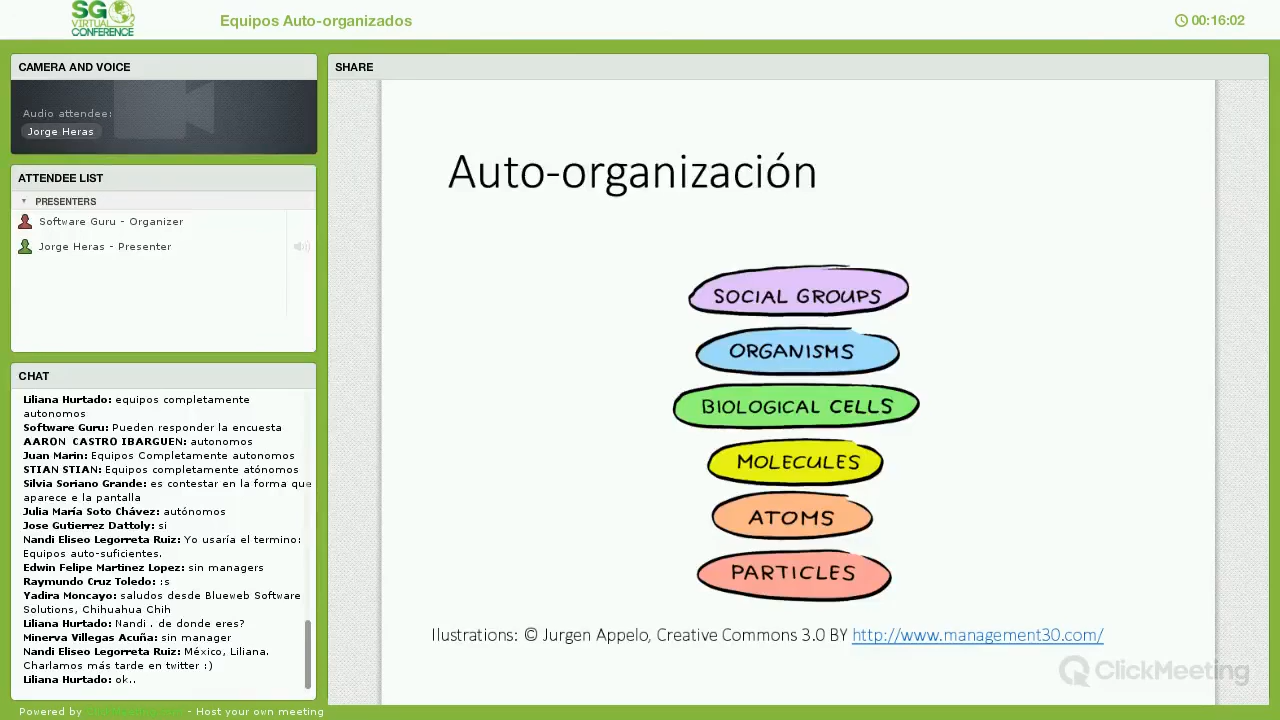 SG
VIRTUAL
CONFERENCE
Equipos Auto-organizados
00:16:02
CAMERA AND VOICE
Audio attendee:
Jorge Heras
ATTENDEE LIST
PRESENTERS
Software Guru - Organizer
Jorge Heras - Presenter
CHAT
Liliana Hurtado: equipos completamente
autonomos
Software Guru: Pueden responder la encuesta
AARON CASTRO IBARGUEN: autonomos
Jon Marin: Equipos Completamente autonomos
STIAN STIAN: Equipos completamente atónomos
Silvia Soriano Grande: es contestar en la forma que
aparece e la pantalla
Julia María Soto Chávez: autónomos
Jose Gutierrez Dattoly: si
Nandi Eliseo Legorreta Ruiz: Yo usaría el termino:
Equipos auto-suficientes.
Edwin Felipe Martinez Lopez: sin managers
Raymundo Cruz Toledo: :s
Yadira Moncayo: saludos desde Blueweb Software
Solutions, Chihuahua Chih
Liliana Hurtado: Nandi . de donde eres?
Minerva Villegas Acuña: sin manager
Nandi Eliseo Legorreta Ruiz: México, Liliana.
Charlamos más tarde en twitter :)
Liliana Hurtado: ok..
Powered by - Host your own meeting
SHARE
Auto-organización
SOCIAL GROUPS
ORGANISMS
BIOLOGICAL CELLS
MOLECULES
ATOMS
PARTICLES
Ilustrations: © Jurgen Appelo, Creative Commons 3.0 BY http://www.management30.com/
ClickMeeting